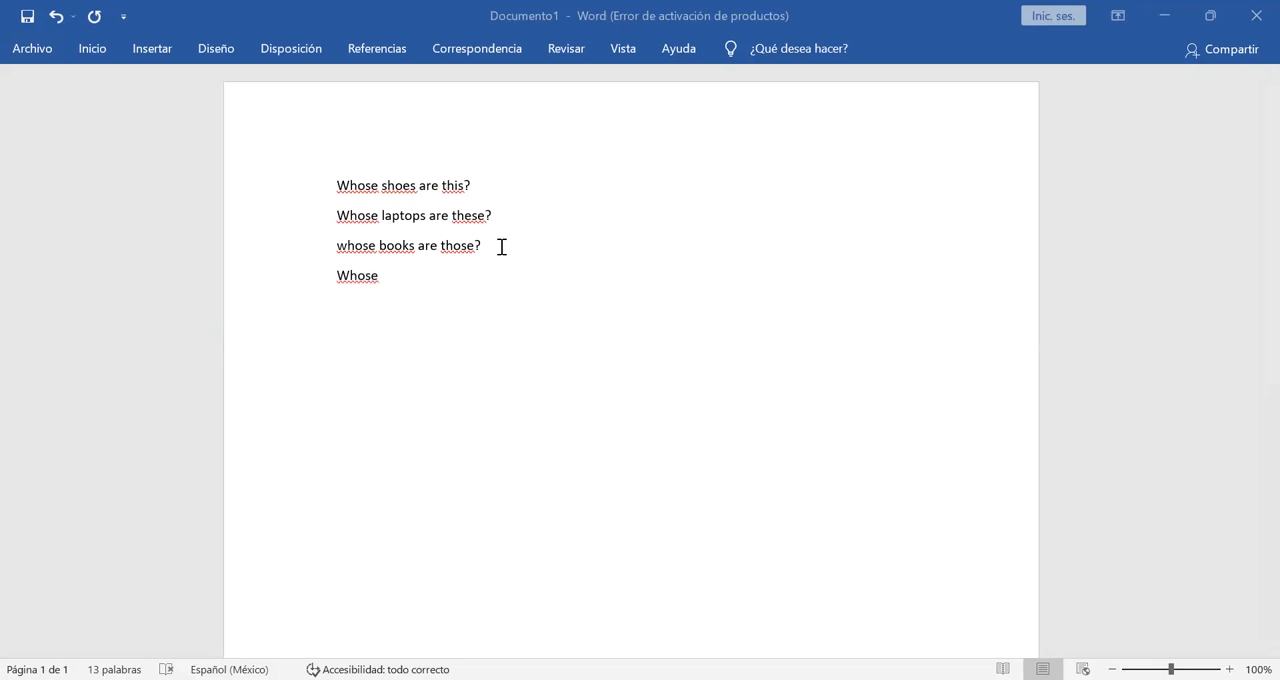 Documento1 - Word (Error de activación de productos)
Inic. ses.
Archivo Inicio Insertar Diseño Disposición Referencias Correspondencia Revisar Vista Ayuda ¿Qué desea hacer? Compartir
Whose shoes are this?
Whose laptops are these?
whose books are those?
Whose
Página 1 de 1 13 palabras Español (México) Accesibilidad: todo correcto 100%